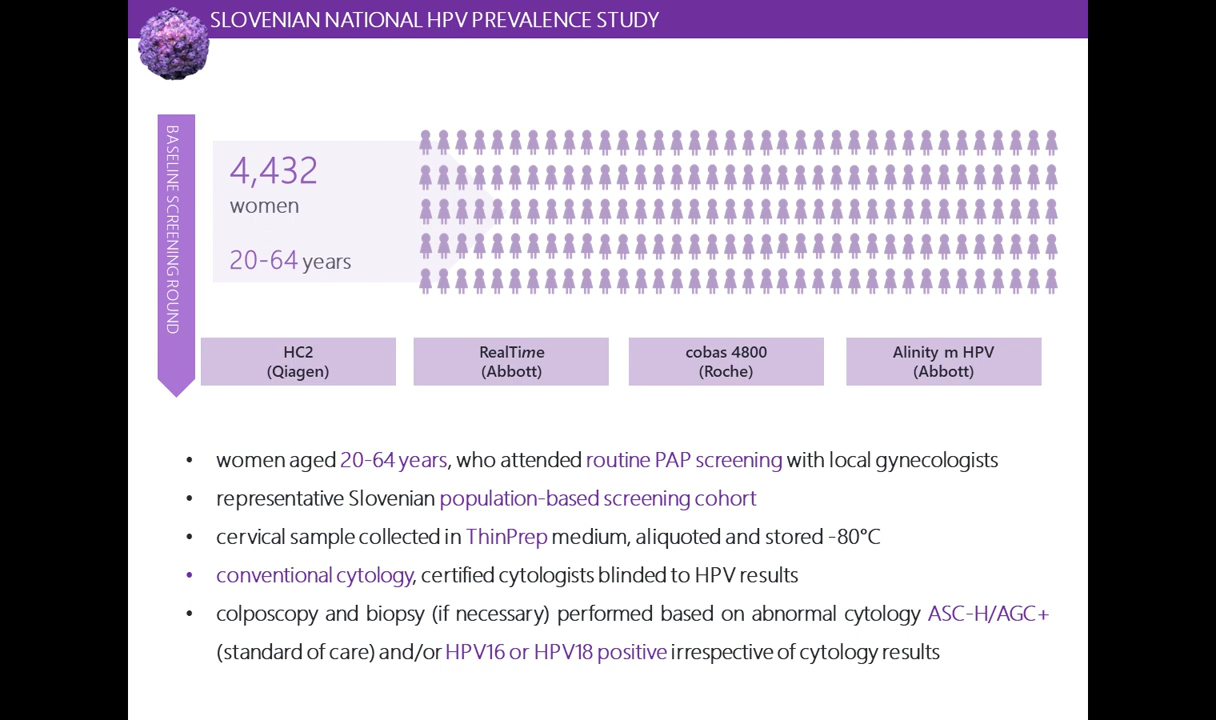 SLOVENIAN NATIONAL HPV PREVALENCE STUDY
BASELINE SCREENING ROUND
4,432
women
20-64 years
HC2
(Qiagen)
RealTime
(Abbott)
cobas 4800
(Roche)
Alinity m HPV
(Abbott)
• women aged 20-64 years, who attended routine PAP screening with local gynecologists
• representative Slovenian population-based screening cohort
• cervical sample collected in ThinPrep medium, aliquoted and stored -80°C
• conventional cytology, certified cytologists blinded to HPV results
• colposcopy and biopsy (if necessary) performed based on abnormal cytology ASC-H/AGC+
(standard of care) and/or HPV16 or HPV18 positive irrespective of cytology results